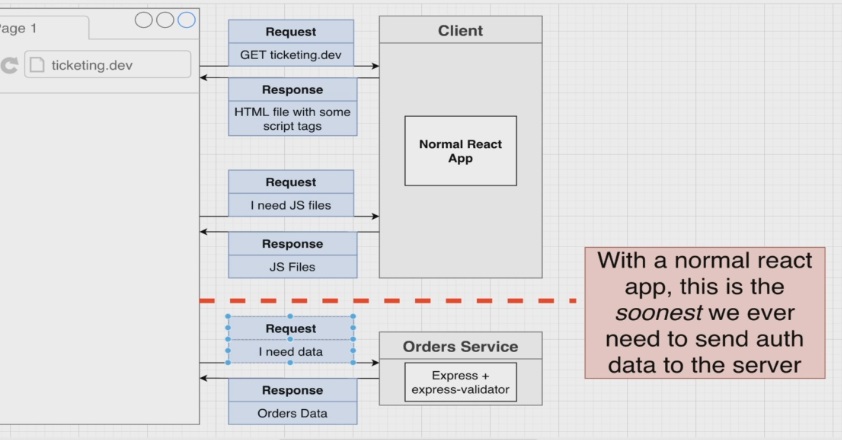 age 1
ticketing.dev
Request
GET ticketing.dev
Response
HTML file with some
script tags
Request
I need JS files
Response
JS Files
Request
I need data
Response
Orders Data
Client
Normal React
App
Orders Service
Express +
express-validator
With a normal react
app, this is the
soonest we ever
need to send auth
data to the server